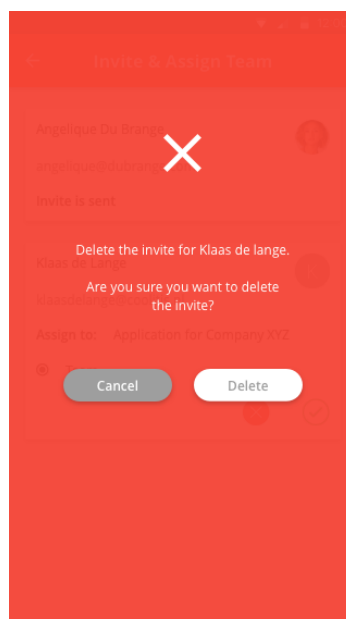 Invite & Assign Team
Angelique Du Brange
invite is sent
Delete the invite for Klaas de lange.
Klaas de Lange
Are you sure you want to delete
the invite?
Assign to: Application for Company XYZ
Cancel
Delete